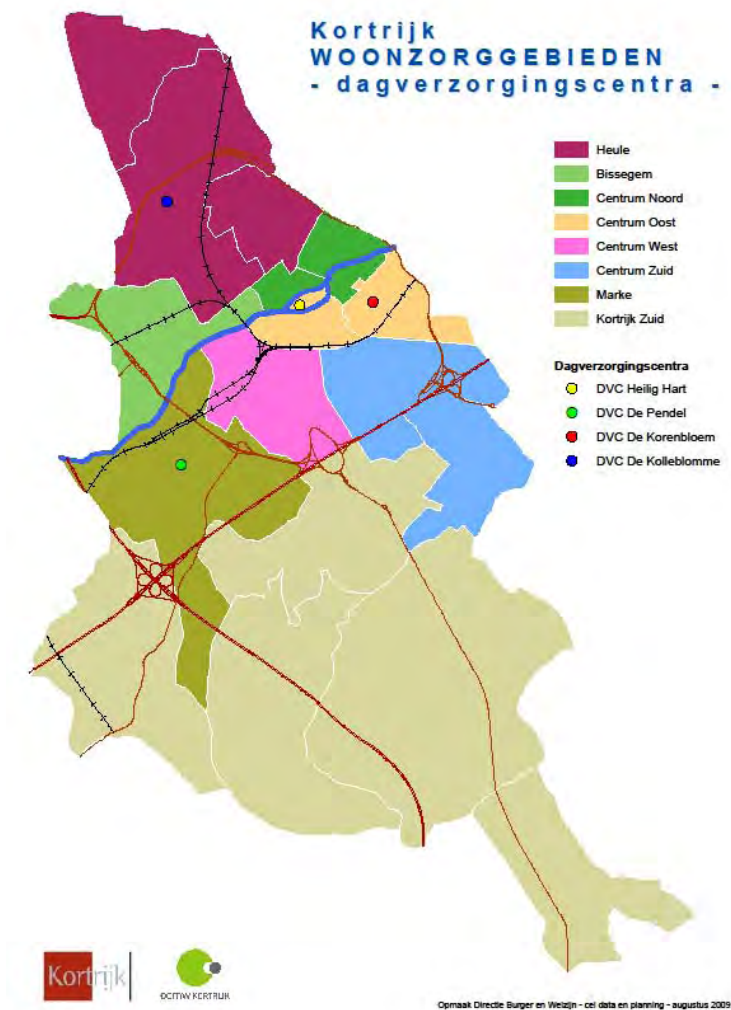 Kortrijk
WOONZORGGEBIEDEN
- dagverzorgingscentra -
Heule
Bissegem
Centrum Noord
Centrum Oost
Centrum West
Centrum Zuid
Marke
Kortrijk Zuid
Dagverzorgingscentra
DVC Heilig Hart
DVC De Pendel
DVC De Korenbloem
DVC De Kolleblomme
Kortrijk
OCMW KORTRIJK
Opmaak Directie Burger en Welzijn - cel data en planning - augustus 2009